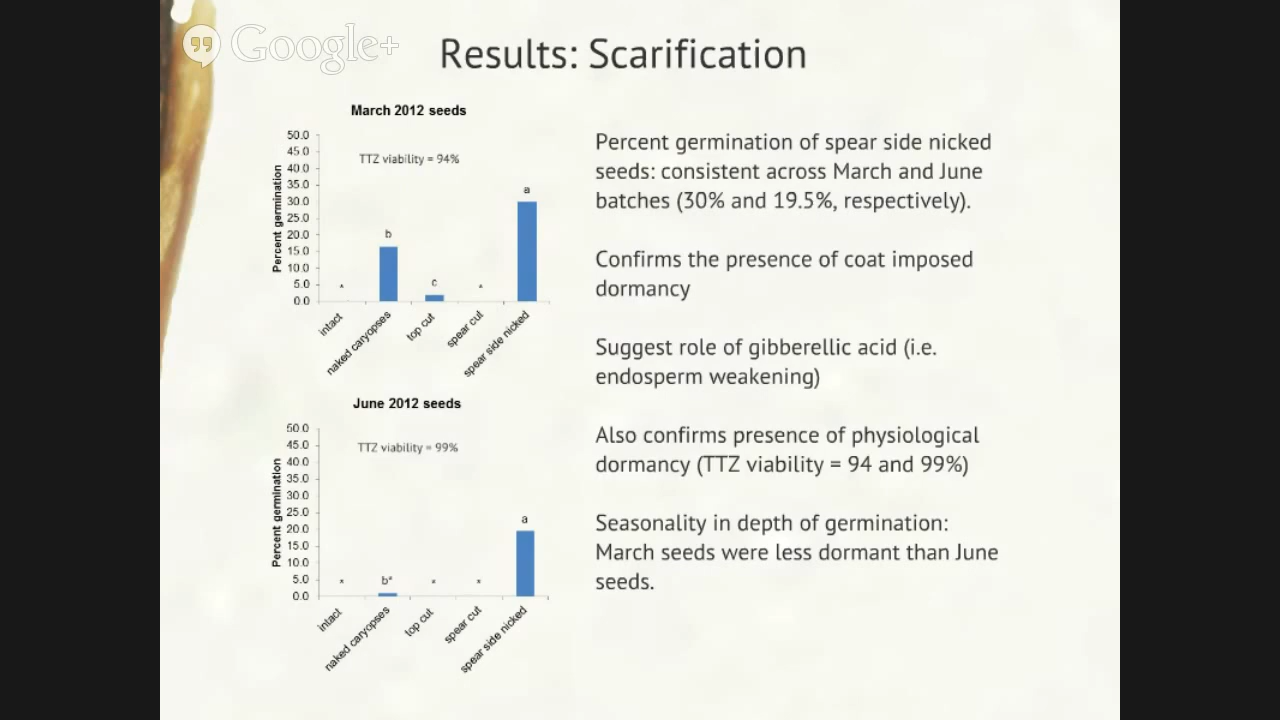 Google+
Results: Scarification
March 2012 seeds
TTZ viability = 94%
Percent germination
50.0
45.0
40.0
35.0
30.0
25.0
20.0
15.0
10.0
5.0
0.0
*
b
c
*
a
intact
naked caryopses
top cut
spear cut
spear side nicked
June 2012 seeds
TTZ viability = 99%
Percent germination
50.0
45.0
40.0
35.0
30.0
25.0
20.0
15.0
10.0
5.0
0.0
*
b*
*
*
a
intact
naked caryopses
top cut
spear cut
spear side nicked
Percent germination of spear side nicked
seeds: consistent across March and June
batches (30% and 19.5%, respectively).
Confirms the presence of coat imposed
dormancy
Suggest role of gibberellic acid (i.e.
endosperm weakening)
Also confirms presence of physiological
dormancy (TTZ viability = 94 and 99%)
Seasonality in depth of germination:
March seeds were less dormant than June
seeds.